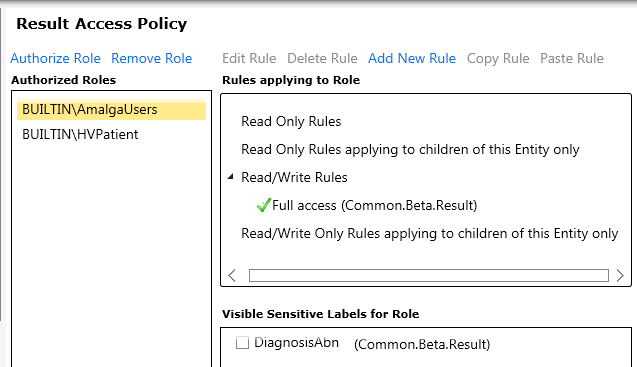 Result Access Policy
Authorize Role Remove Role
Edit Rule Delete Rule Add New Rule Copy Rule Paste Rule
Authorized Roles
BUILTIN\AmalgaUsers
BUILTIN\HVPatient
Rules applying to Role
Read Only Rules
Read Only Rules applying to children of this Entity only
Read/Write Rules
Full access (Common.Beta.Result)
Read/Write Only Rules applying to children of this Entity only
Visible Sensitive Labels for Role
DiagnosisAbn (Common.Beta.Result)